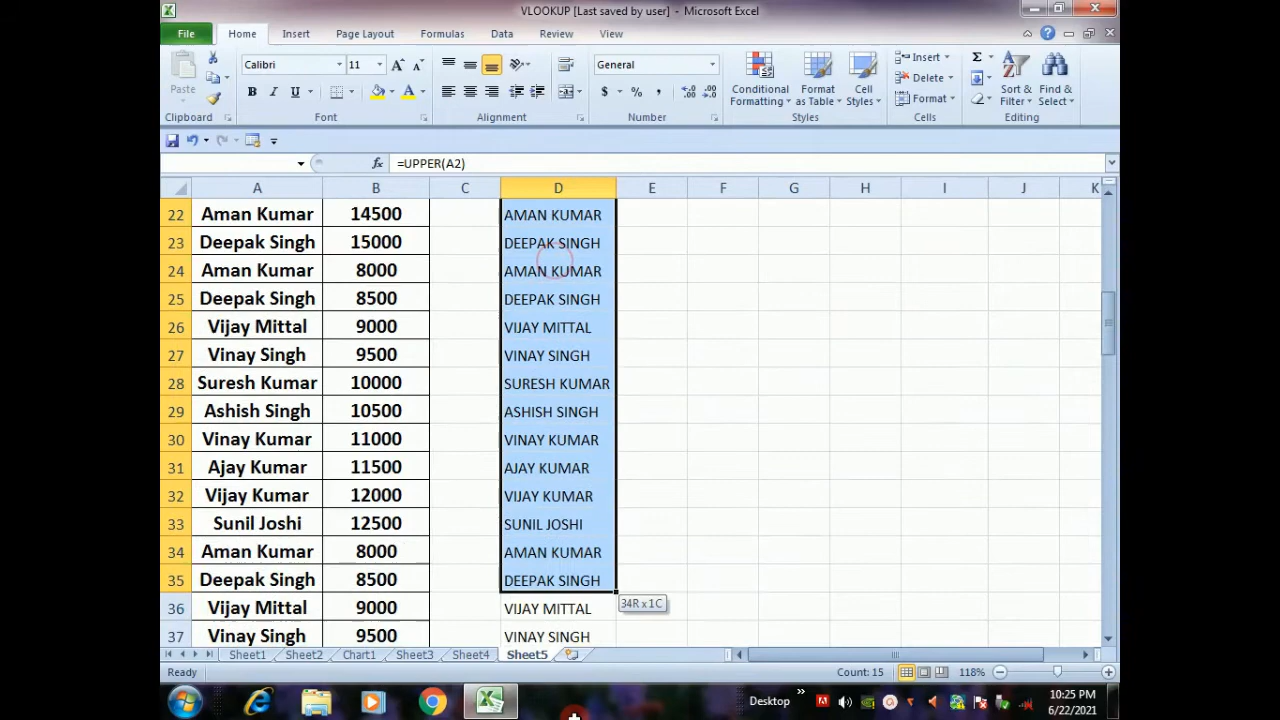 VLOOKUP [Last saved by user] - Microsoft Excel
File Home Insert Page Layout Formulas Data Review View
Calibri 11 General
Paste
B I U
$ % ,
Conditional Formatting
Format as Table
Cell Styles
Insert
Delete
Format
Sort & Filter
Find & Select
Clipboard Font Alignment Number Styles Cells Editing
fx =UPPER(A2)
A B C D E F G H I J K
22 Aman Kumar 14500 AMAN KUMAR
23 Deepak Singh 15000 DEEPAK SINGH
24 Aman Kumar 8000 AMAN KUMAR
25 Deepak Singh 8500 DEEPAK SINGH
26 Vijay Mittal 9000 VIJAY MITTAL
27 Vinay Singh 9500 VINAY SINGH
28 Suresh Kumar 10000 SURESH KUMAR
29 Ashish Singh 10500 ASHISH SINGH
30 Vinay Kumar 11000 VINAY KUMAR
31 Ajay Kumar 11500 AJAY KUMAR
32 Vijay Kumar 12000 VIJAY KUMAR
33 Sunil Joshi 12500 SUNIL JOSHI
34 Aman Kumar 8000 AMAN KUMAR
35 Deepak Singh 8500 DEEPAK SINGH
34R x 1C
36 Vijay Mittal 9000 VIJAY MITTAL
37 Vinay Singh 9500 VINAY SINGH
Sheet1 Sheet2 Chart1 Sheet3 Sheet4 Sheet5
Ready Count: 15 118%
Desktop
10:25 PM
6/22/2021